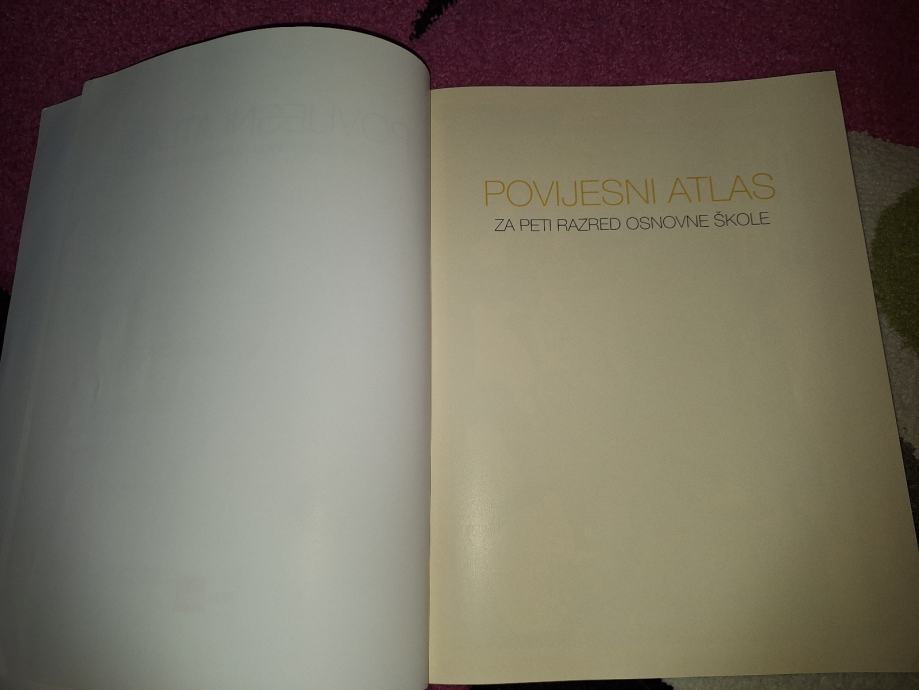 POVIJESNI ATLAS
ZA PETI RAZRED OSNOVNE ŠKOLE